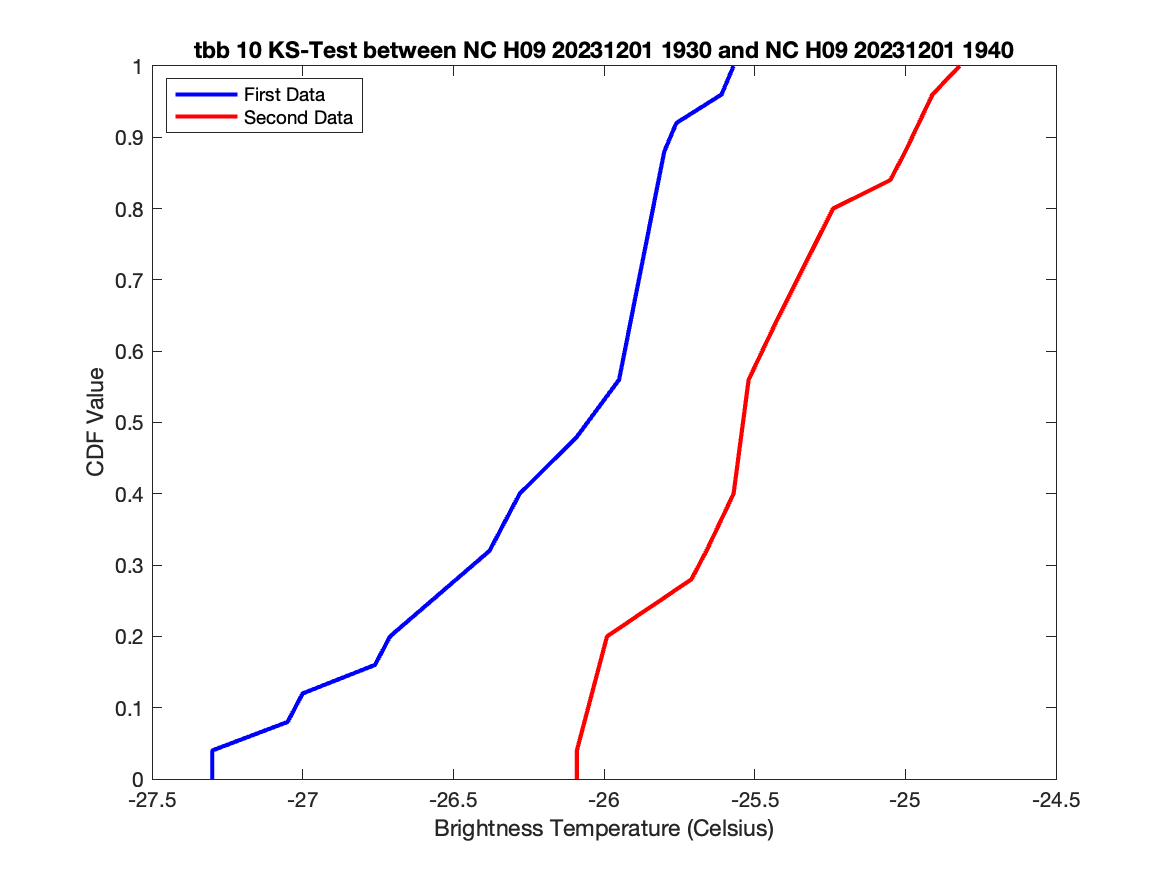 tbb 10 KS-Test between NC H09 20231201 1930 and NC H09 20231201 1940
First Data
Second Data
1
0.9
0.8
0.7
0.6
0.5
0.4
0.3
0.2
0.1
0
CDF Value
-27.5 -27 -26.5 -26 -25.5 -25 -24.5
Brightness Temperature (Celsius)